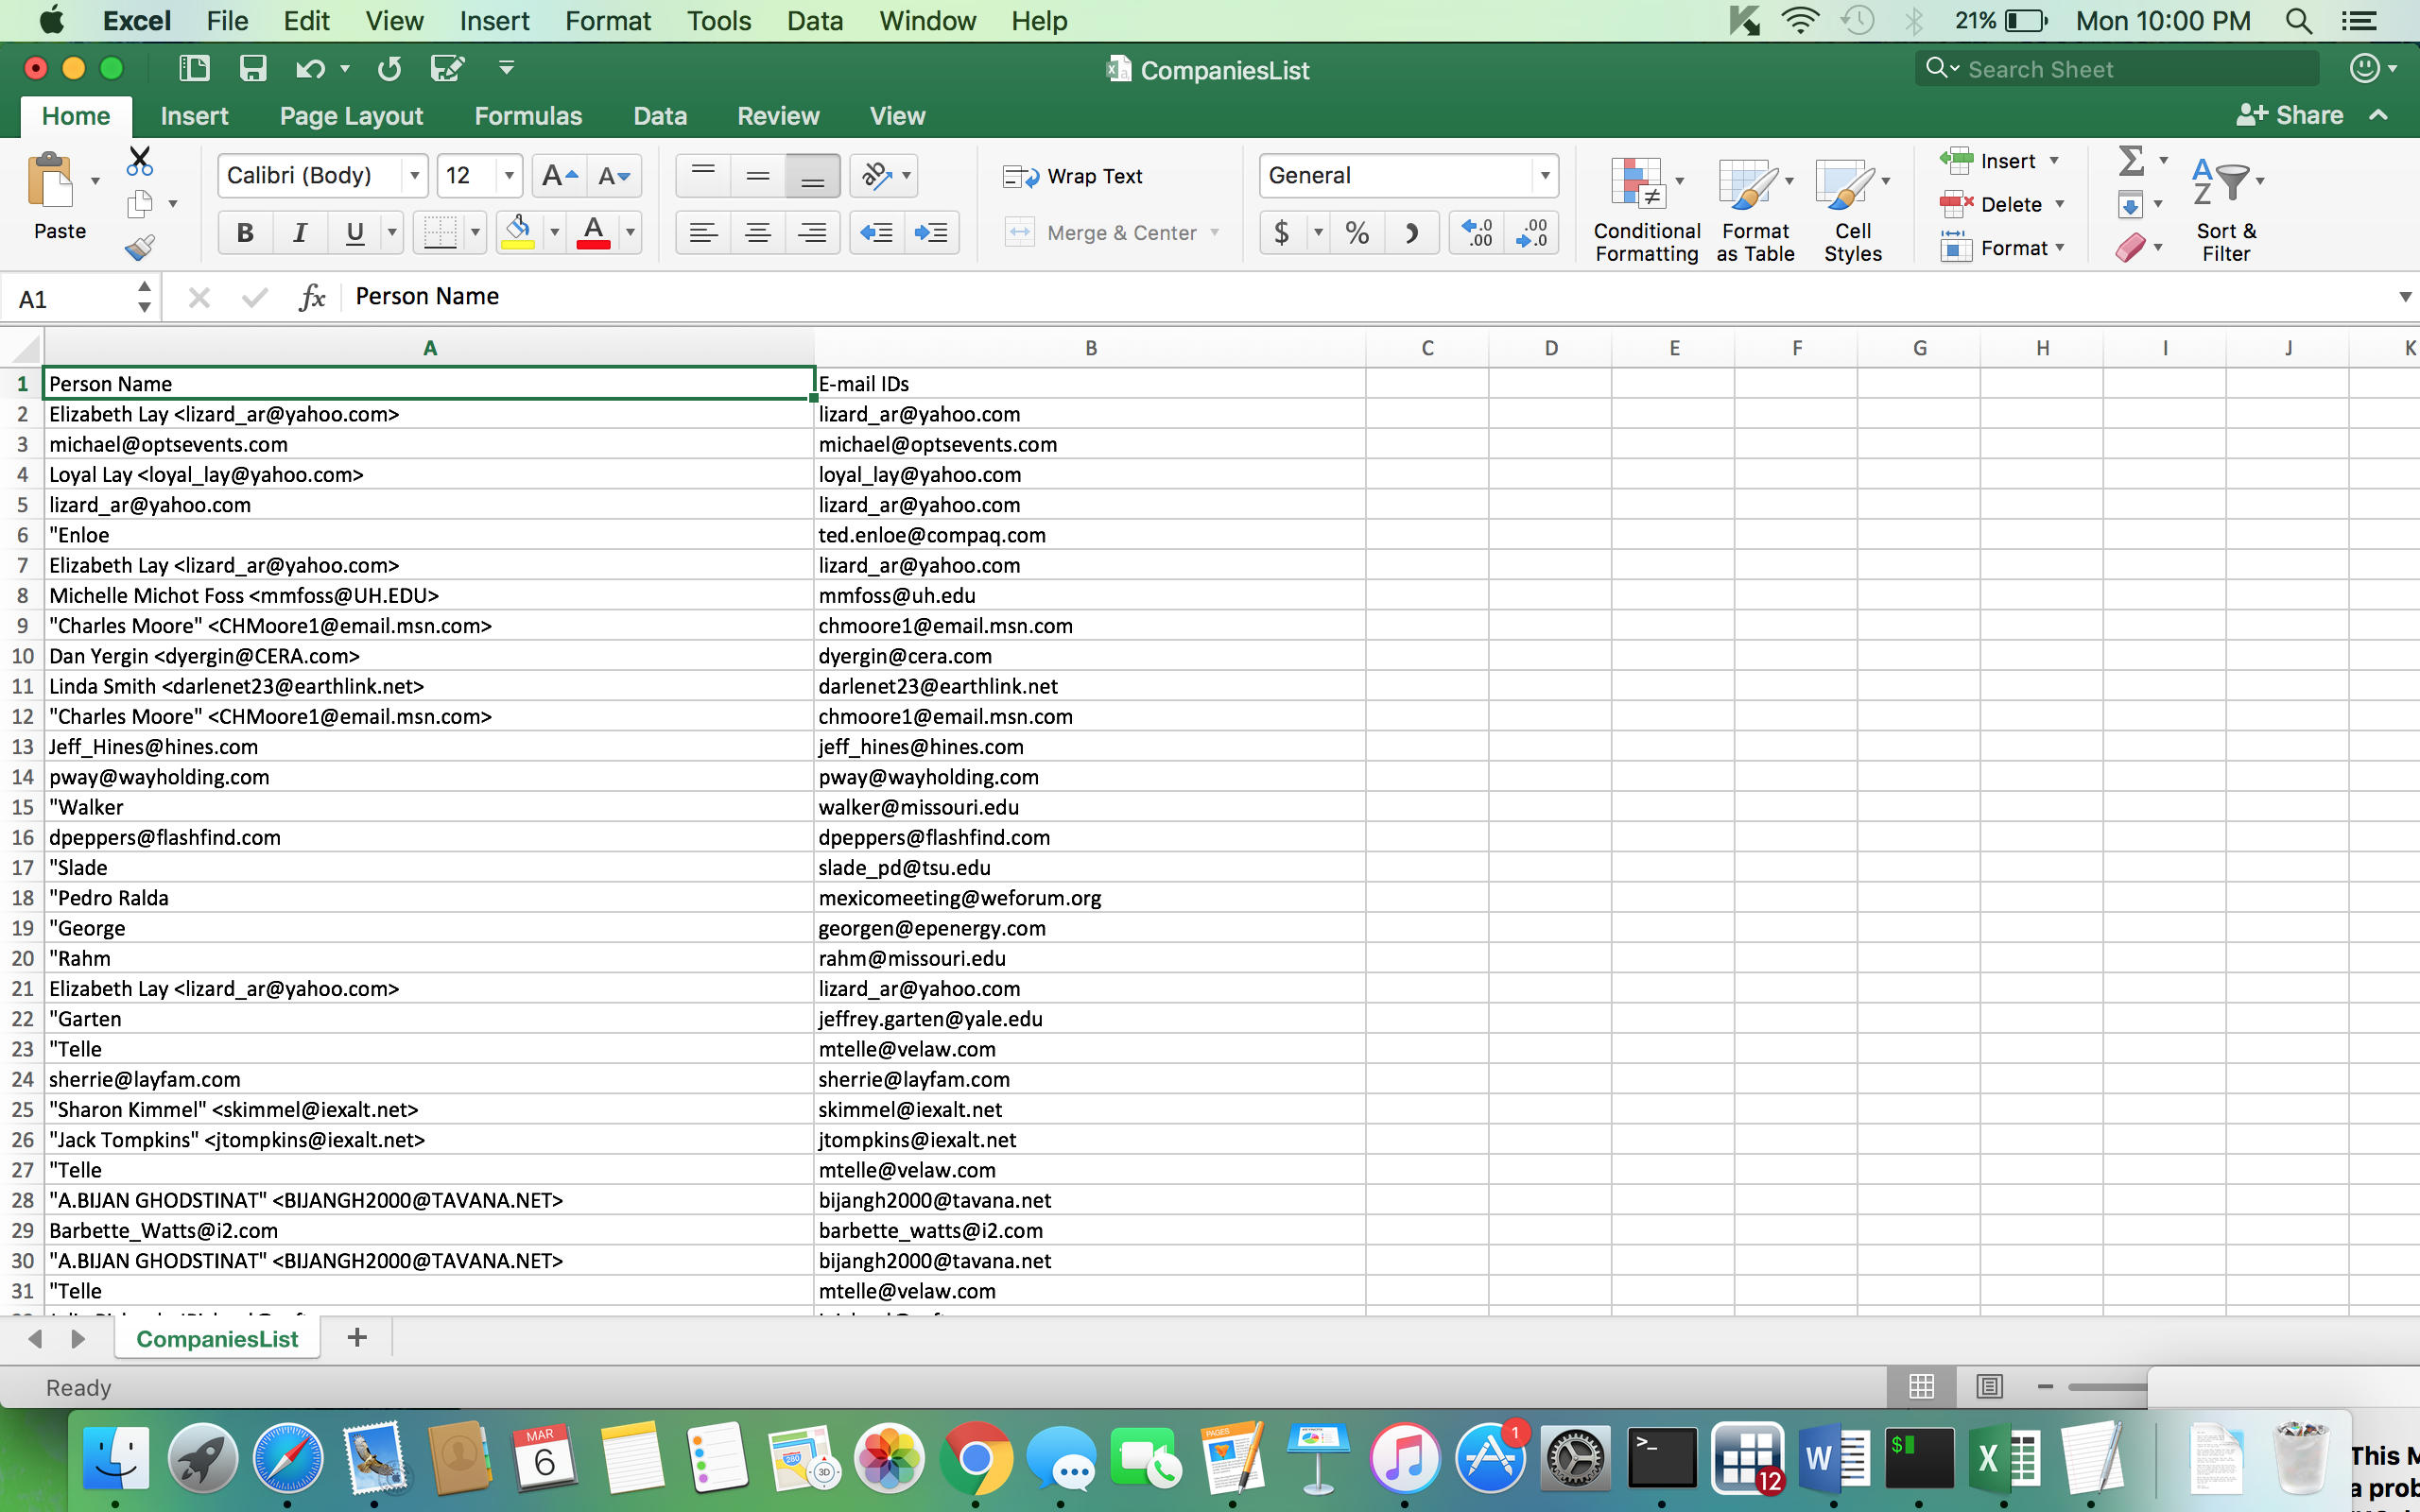 Excel File Edit View Insert Format Tools Data Window Help 21% Mon 10:00 PM
CompaniesList Search Sheet
Home Insert Page Layout Formulas Data Review View Share
Paste Calibri (Body) 12 A A Wrap Text General Insert
B I U A Merge & Center $ % .0 .00 .00 .0 Conditional Formatting Format as Table Cell Styles Delete Format Sort & Filter
A1 fx Person Name
A B C D E F G H I J K
1 Person Name E-mail IDs
2 Elizabeth Lay <lizard_ar@yahoo.com> lizard_ar@yahoo.com
3 michael@optsevents.com michael@optsevents.com
4 Loyal Lay <loyal_lay@yahoo.com> loyal_lay@yahoo.com
5 lizard_ar@yahoo.com lizard_ar@yahoo.com
6 "Enloe ted.enloe@compaq.com
7 Elizabeth Lay <lizard_ar@yahoo.com> lizard_ar@yahoo.com
8 Michelle Michot Foss <mmfoss@UH.EDU> mmfoss@uh.edu
9 "Charles Moore" <CHMoore1@email.msn.com> chmoore1@email.msn.com
10 Dan Yergin <dyergin@CERA.com> dyergin@cera.com
11 Linda Smith <darlenet23@earthlink.net> darlenet23@earthlink.net
12 "Charles Moore" <CHMoore1@email.msn.com> chmoore1@email.msn.com
13 Jeff_Hines@hines.com jeff_hines@hines.com
14 pway@wayholding.com pway@wayholding.com
15 "Walker walker@missouri.edu
16 dpeppers@flashfind.com dpeppers@flashfind.com
17 "Slade slade_pd@tsu.edu
18 "Pedro Ralda mexicomeeting@weforum.org
19 "George georgen@epenergy.com
20 "Rahm rahm@missouri.edu
21 Elizabeth Lay <lizard_ar@yahoo.com> lizard_ar@yahoo.com
22 "Garten jeffrey.garten@yale.edu
23 "Telle mtelle@velaw.com
24 sherrie@layfam.com sherrie@layfam.com
25 "Sharon Kimmel" <skimmel@iexalt.net> skimmel@iexalt.net
26 "Jack Tompkins" <jtompkins@iexalt.net> jtompkins@iexalt.net
27 "Telle mtelle@velaw.com
28 "A.BIJAN GHODSTINAT" <BIJANGH2000@TAVANA.NET> bijangh2000@tavana.net
29 Barbette_Watts@i2.com barbette_watts@i2.com
30 "A.BIJAN GHODSTINAT" <BIJANGH2000@TAVANA.NET> bijangh2000@tavana.net
31 "Telle mtelle@velaw.com
CompaniesList +
Ready
MAR 6 280 3D PAGES 1 >_ 12 W $ X
This M
a prob